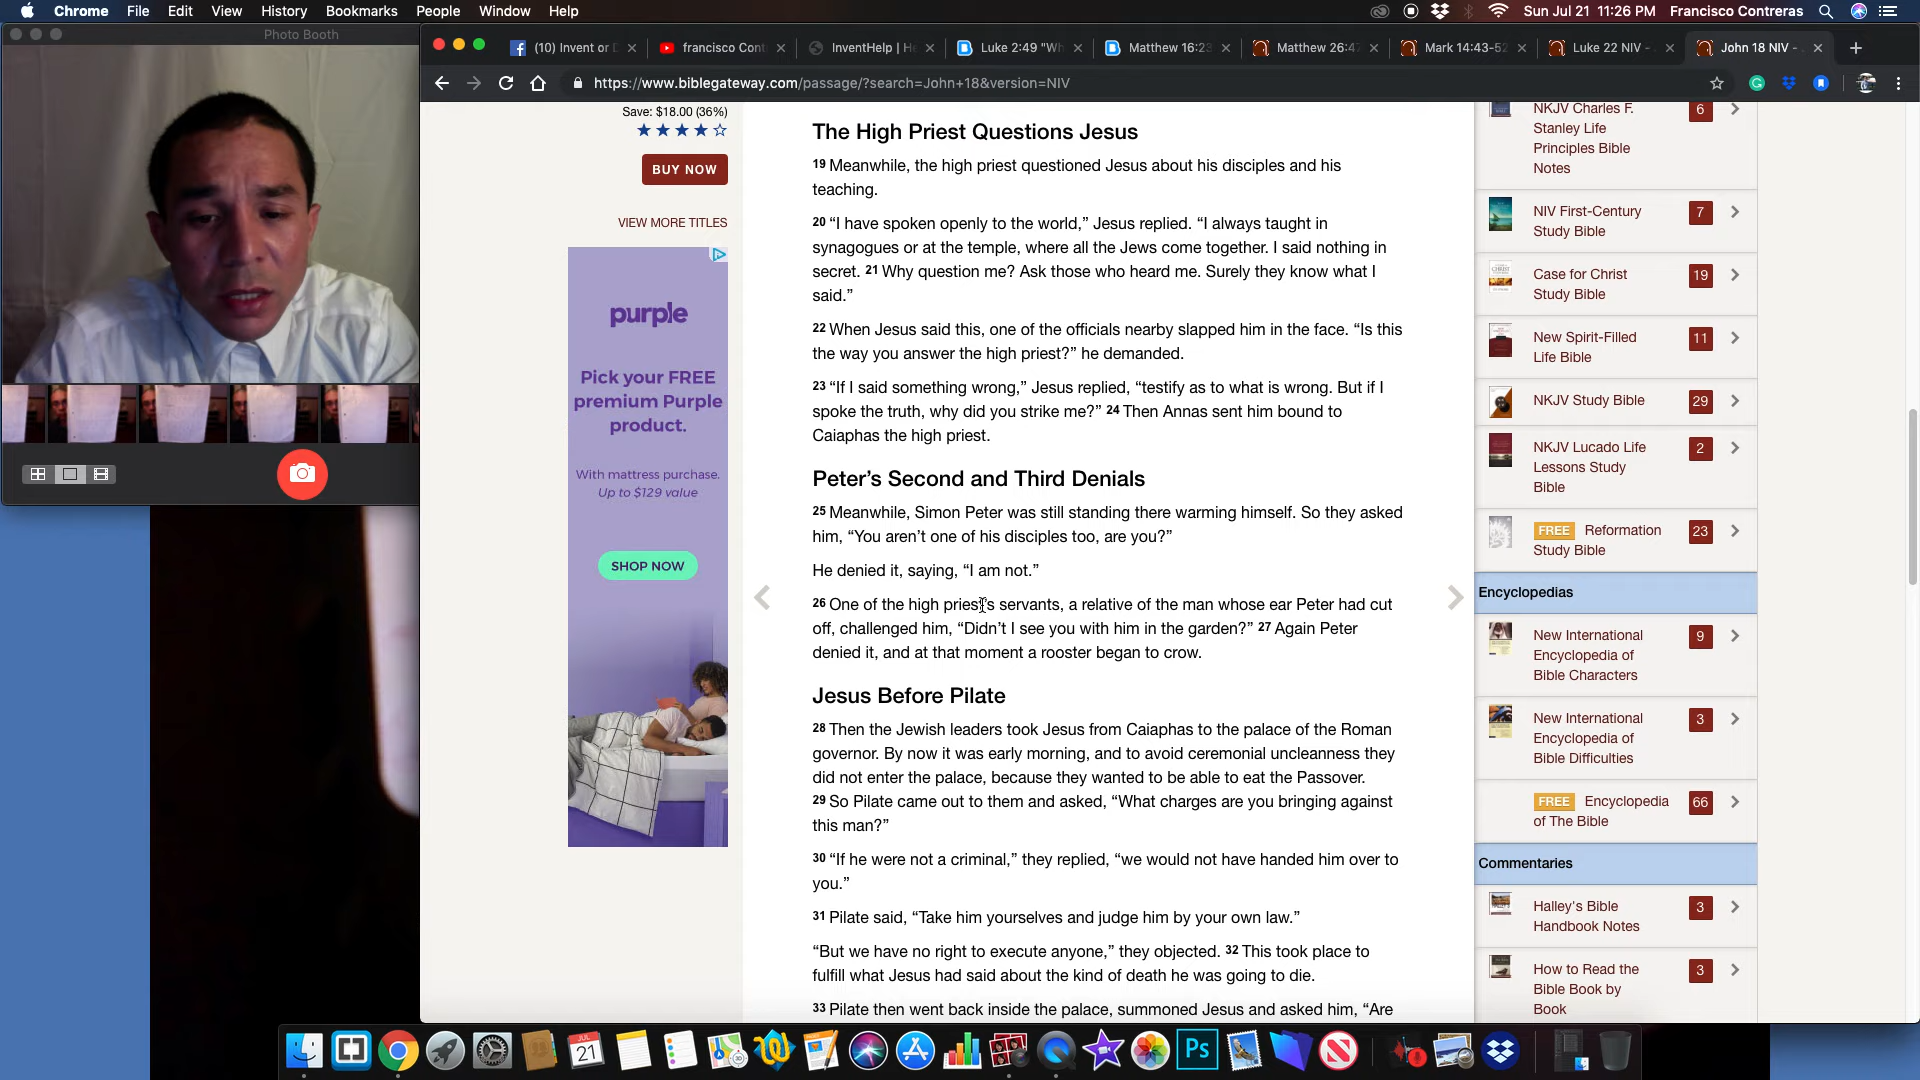 Chrome File Edit View History Bookmarks People Window Help
Sun Jul 21 11:26 PM Francisco Contreras
Photo Booth
(10) Invent or D
francisco Cont
InventHelp | He
Luke 2:49 "Wh
Matthew 16:23
Matthew 26:47
Mark 14:43-52
Luke 22 NIV -
John 18 NIV -
https://www.biblegateway.com/passage/?search=John+18&version=NIV
Save: $18.00 (36%)
BUY NOW
VIEW MORE TITLES
purple
Pick your FREE
premium Purple
product.
With mattress purchase.
Up to $129 value
SHOP NOW
The High Priest Questions Jesus
19 Meanwhile, the high priest questioned Jesus about his disciples and his
teaching.
20 “I have spoken openly to the world,” Jesus replied. “I always taught in
synagogues or at the temple, where all the Jews come together. I said nothing in
secret. 21 Why question me? Ask those who heard me. Surely they know what I
said.”
22 When Jesus said this, one of the officials nearby slapped him in the face. “Is this
the way you answer the high priest?” he demanded.
23 “If I said something wrong,” Jesus replied, “testify as to what is wrong. But if I
spoke the truth, why did you strike me?” 24 Then Annas sent him bound to
Caiaphas the high priest.
Peter’s Second and Third Denials
25 Meanwhile, Simon Peter was still standing there warming himself. So they asked
him, “You aren’t one of his disciples too, are you?”
He denied it, saying, “I am not.”
26 One of the high priest’s servants, a relative of the man whose ear Peter had cut
off, challenged him, “Didn’t I see you with him in the garden?” 27 Again Peter
denied it, and at that moment a rooster began to crow.
Jesus Before Pilate
28 Then the Jewish leaders took Jesus from Caiaphas to the palace of the Roman
governor. By now it was early morning, and to avoid ceremonial uncleanness they
did not enter the palace, because they wanted to be able to eat the Passover.
29 So Pilate came out to them and asked, “What charges are you bringing against
this man?”
30 “If he were not a criminal,” they replied, “we would not have handed him over to
you.”
31 Pilate said, “Take him yourselves and judge him by your own law.”
“But we have no right to execute anyone,” they objected. 32 This took place to
fulfill what Jesus had said about the kind of death he was going to die.
33 Pilate then went back inside the palace, summoned Jesus and asked him, “Are
NKJV Charles F.
Stanley Life
Principles Bible
Notes
6
NIV First-Century
Study Bible
7
Case for Christ
Study Bible
19
New Spirit-Filled
Life Bible
11
NKJV Study Bible
29
NKJV Lucado Life
Lessons Study
Bible
2
FREE Reformation
Study Bible
23
Encyclopedias
New International
Encyclopedia of
Bible Characters
9
New International
Encyclopedia of
Bible Difficulties
3
FREE Encyclopedia
of The Bible
66
Commentaries
Halley's Bible
Handbook Notes
3
How to Read the
Bible Book by
Book
3
JUL
21
Ps